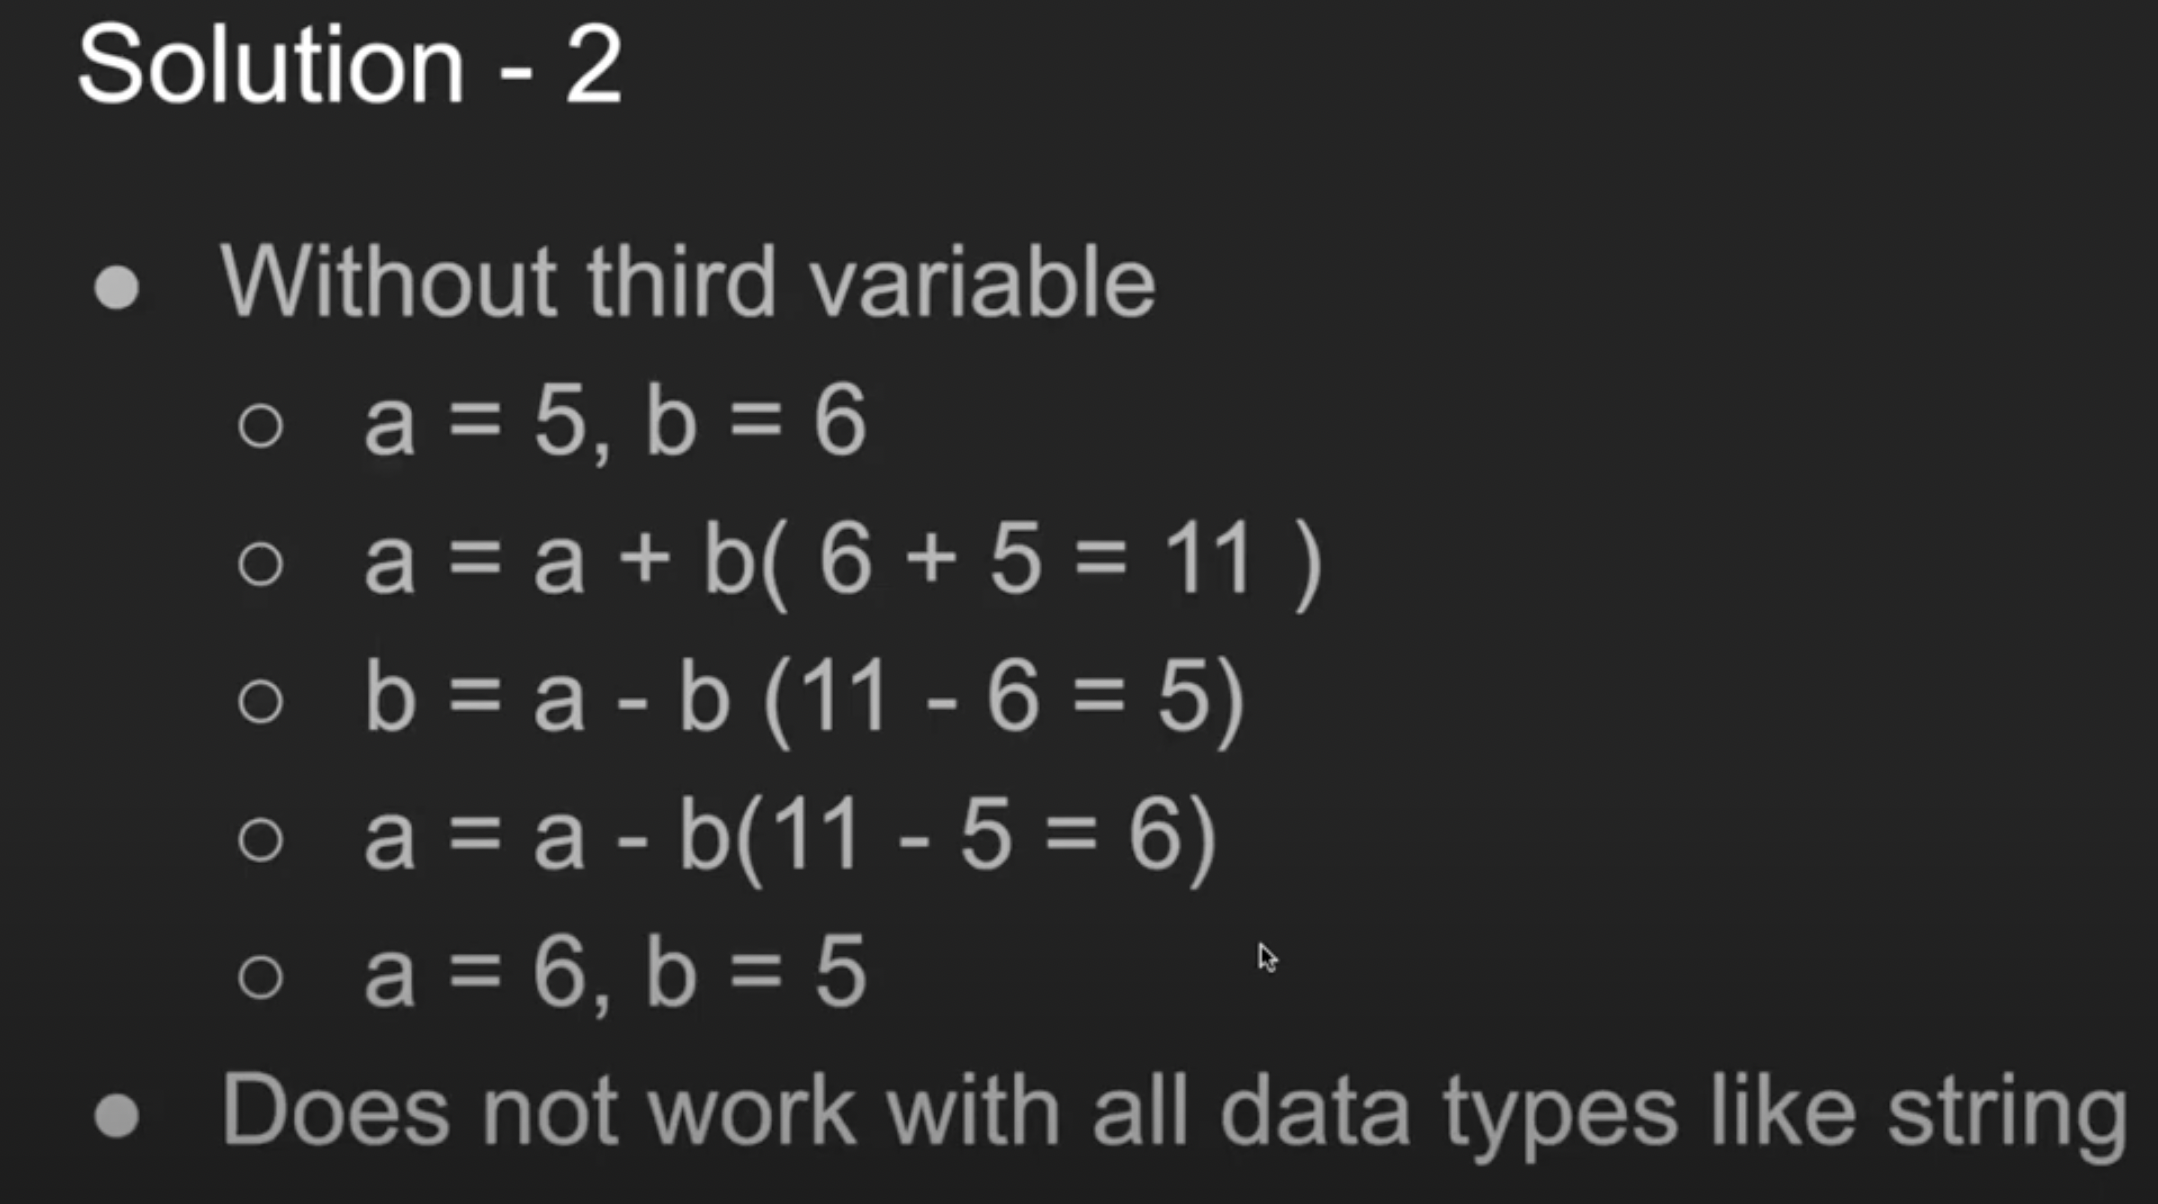 Solution - 2
● Without third variable
○ a = 5, b = 6
○ a = a + b( 6 + 5 = 11 )
○ b = a - b (11 - 6 = 5)
○ a = a - b(11 - 5 = 6)
○ a = 6, b = 5
● Does not work with all data types like string